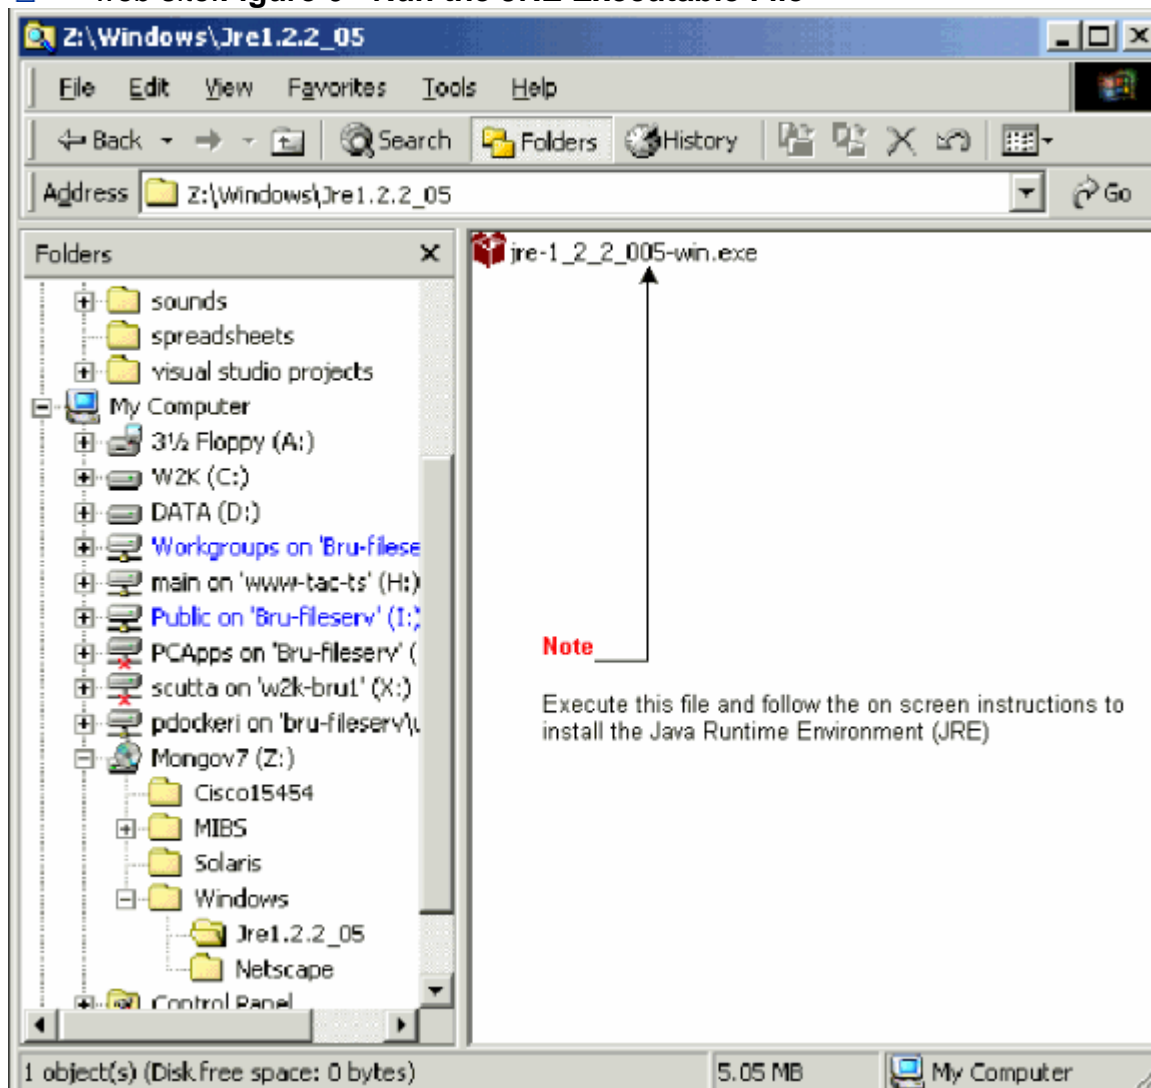 Z:\Windows\Jre1.2.2_05
File Edit View Favorites Tools Help
Back Search Folders History
Address Z:\Windows\Jre1.2.2_05 Go
Folders
jre-1_2_2_005-win.exe
sounds
spreadsheets
visual studio projects
My Computer
3½ Floppy (A:)
W2K (C:)
DATA (D:)
Workgroups on 'Bru-filese
main on 'www-tac-ts' (H:)
Public on 'Bru-fileserv' (I:)
PCApps on 'Bru-fileserv' (
scutta on 'w2k-bru1' (X:)
pdockeri on 'bru-fileserv\
Mongov7 (Z:)
Cisco15454
MIBS
Solaris
Windows
Jre1.2.2_05
Netscape
Control Panel
Note
Execute this file and follow the on screen instructions to
install the Java Runtime Environment (JRE)
1 object(s) (Disk free space: 0 bytes) 5.05 MB My Computer